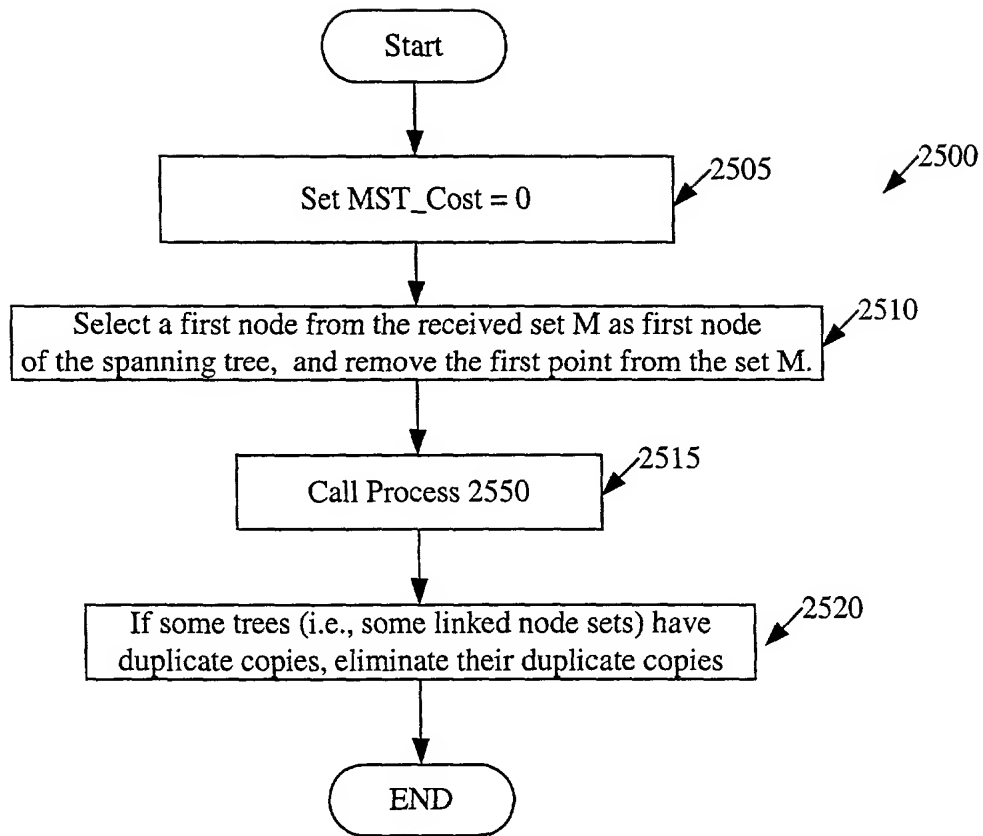 Start
2500
2505
Set MST_Cost = 0
2510
Select a first node from the received set M as first node
of the spanning tree, and remove the first point from the set M.
2515
Call Process 2550
2520
If some trees (i.e., some linked node sets) have
duplicate copies, eliminate their duplicate copies
END